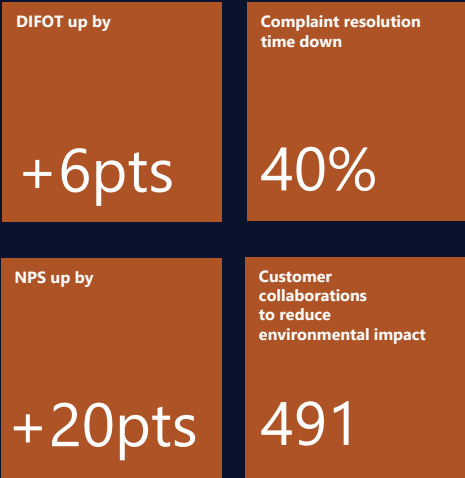 DIFOT up by
+6pts
Complaint resolution
time down
40%
NPS up by
+20pts
Customer
collaborations
to reduce
environmental impact
491